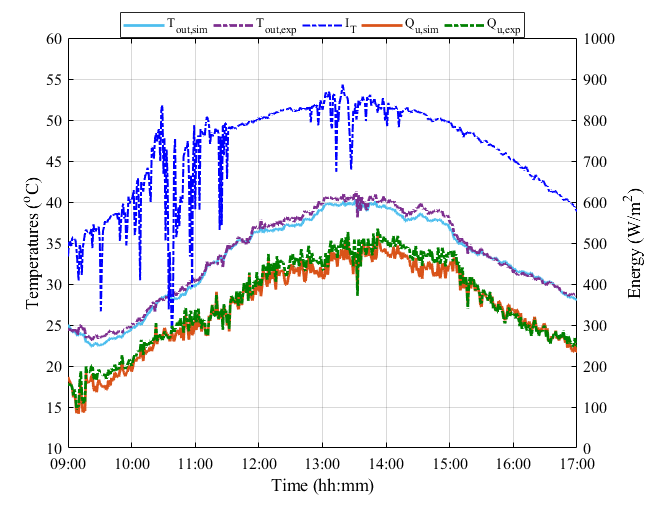 T_out,sim T_out,exp I_T Q_u,sim Q_u,exp
60 1000
55 900
50 800
45 700
40 600
35 500
30 400
25 300
20 200
15 100
10 0
Temperatures (°C)
Energy (W/m²)
09:00 10:00 11:00 12:00 13:00 14:00 15:00 16:00 17:00
Time (hh:mm)